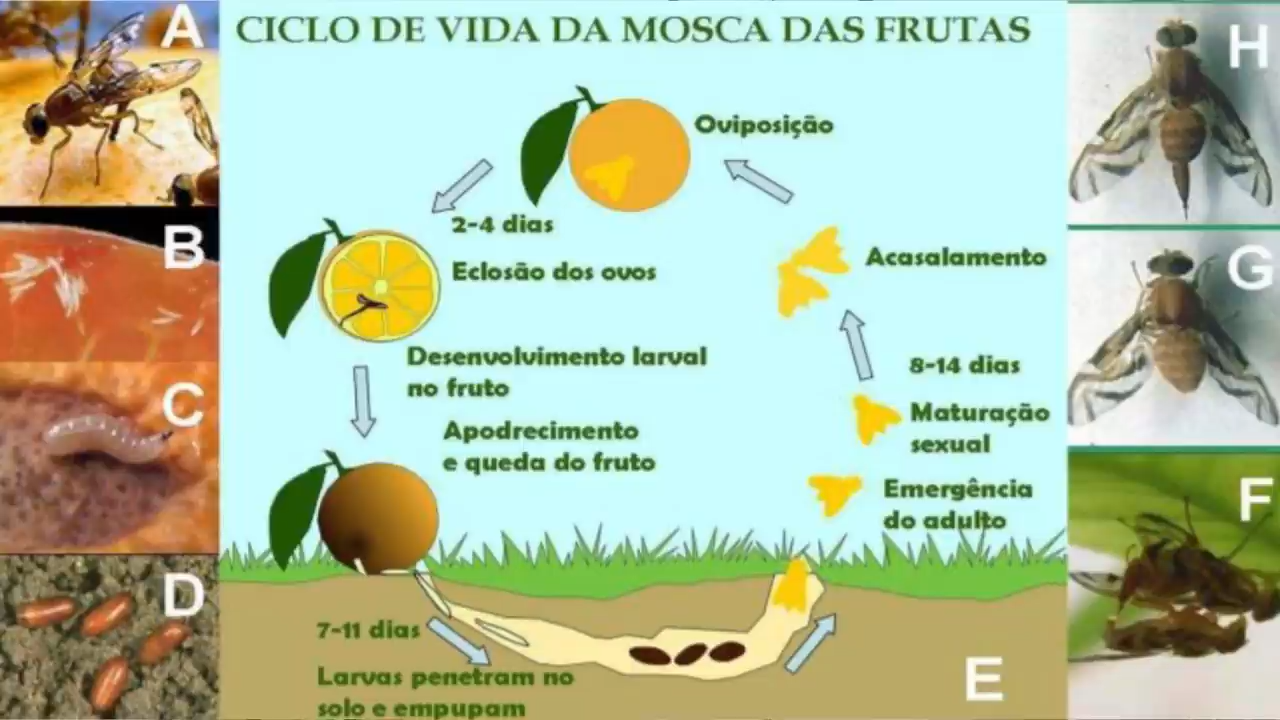 CICLO DE VIDA DA MOSCA DAS FRUTAS
A
B
C
D
Oviposição
2-4 dias
Eclosão dos ovos
Desenvolvimento larval
no fruto
Apodrecimento
e queda do fruto
7-11 dias
Larvas penetram no
solo e empupam
Acasalamento
8-14 dias
Maturação
sexual
Emergência
do adulto
E
H
G
F